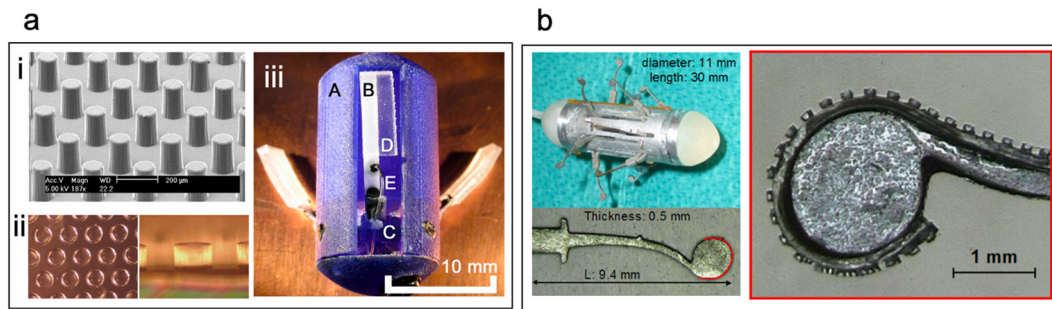 a
b
i
Acc.V Magn WD
5.00 kV 187x 22.2
200 μm
ii
iii
A
B
D
E
C
10 mm
diameter: 11 mm
length: 30 mm
Thickness: 0.5 mm
L: 9.4 mm
1 mm